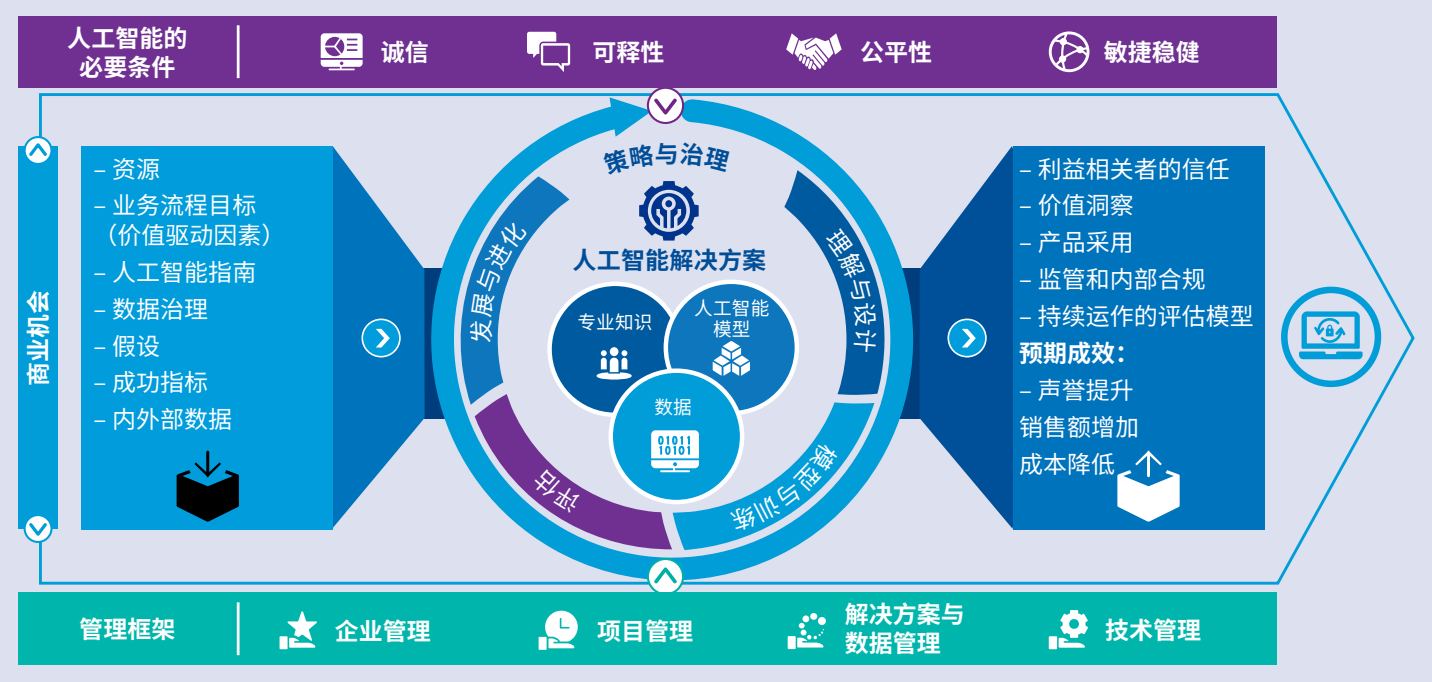 人工智能的
必要条件
诚信
可释性
公平性
敏捷稳健
商业机会
– 资源
– 业务流程目标
（价值驱动因素）
– 人工智能指南
– 数据治理
– 假设
– 成功指标
– 内外部数据
策略与治理
人工智能解决方案
专业知识
人工智能
模型
数据
01011
10101
发展与进化
理解与设计
模型与训练
评估
– 利益相关者的信任
– 价值洞察
– 产品采用
– 监管和内部合规
– 持续运作的评估模型
预期成效：
– 声誉提升
销售额增加
成本降低
管理框架
企业管理
项目管理
解决方案与
数据管理
技术管理